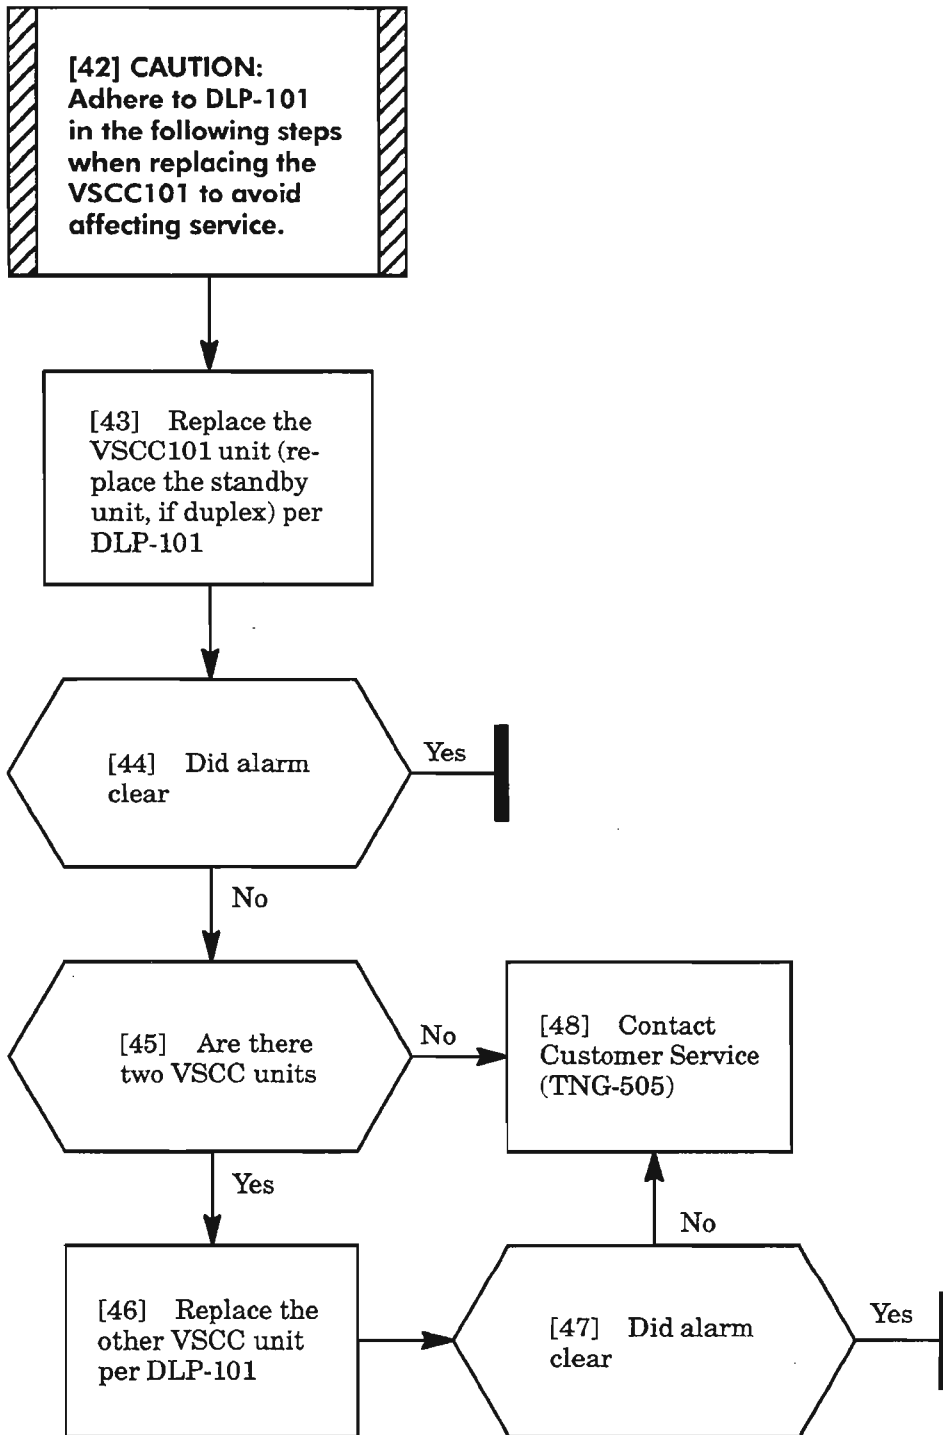 [42] CAUTION:
Adhere to DLP-101
in the following steps
when replacing the
VSCC101 to avoid
affecting service.
[43] Replace the
VSCC101 unit (re-
place the standby
unit, if duplex) per
DLP-101
[44] Did alarm
clear
Yes
No
[45] Are there
two VSCC units
No
[48] Contact
Customer Service
(TNG-505)
Yes
No
[46] Replace the
other VSCC unit
per DLP-101
[47] Did alarm
clear
Yes